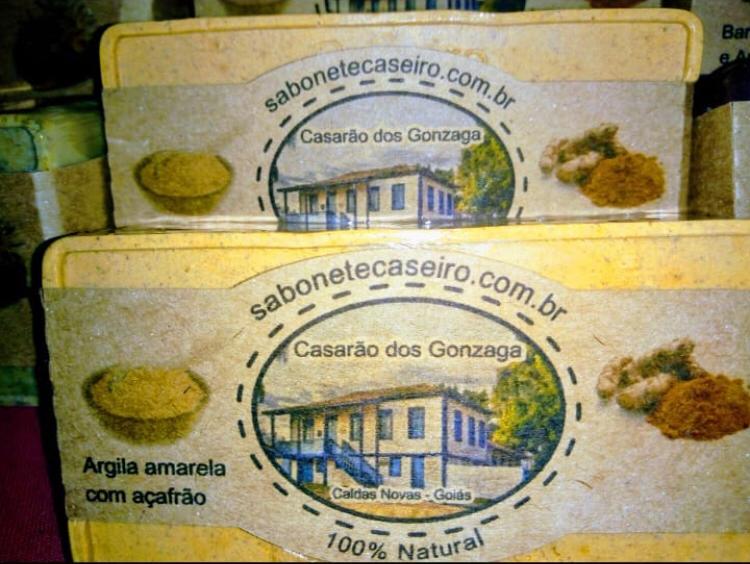 sabonetecaseiro.com.br
Casarão dos Gonzaga
sabonetecaseiro.com.br
Casarão dos Gonzaga
Argila amarela
com açafrão
Caldas Novas - Goiás
100% Natural